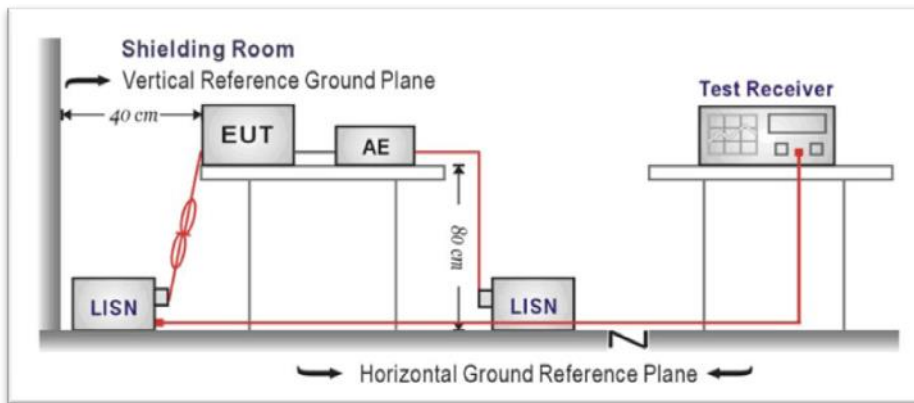 Shielding Room
Vertical Reference Ground Plane
40 cm
EUT
AE
Test Receiver
80 cm
LISN
LISN
Horizontal Ground Reference Plane